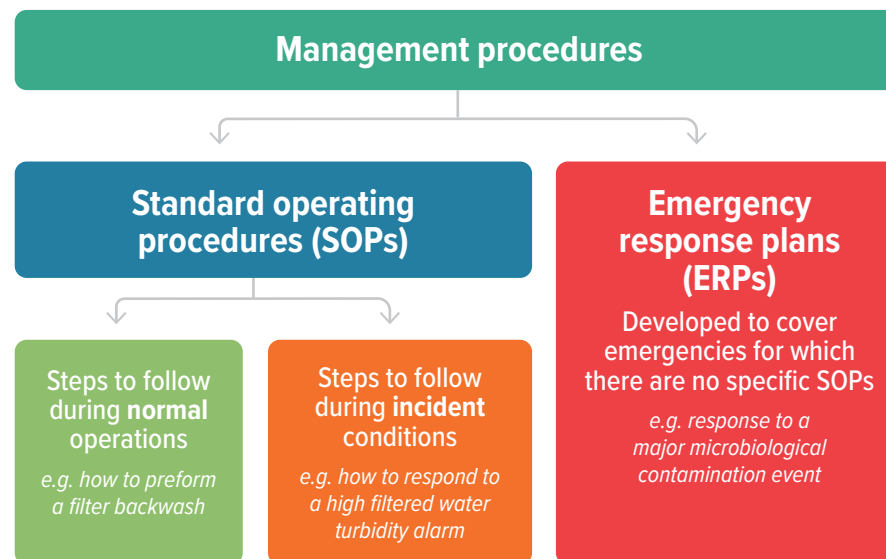 Management procedures
Standard operating
procedures (SOPs)
Emergency
response plans
(ERPs)
Developed to cover
emergencies for which
there are no specific SOPs
e.g. response to a
major microbiological
contamination event
Steps to follow
during normal
operations
e.g. how to preform
a filter backwash
Steps to follow
during incident
conditions
e.g. how to respond to
a high filtered water
turbidity alarm